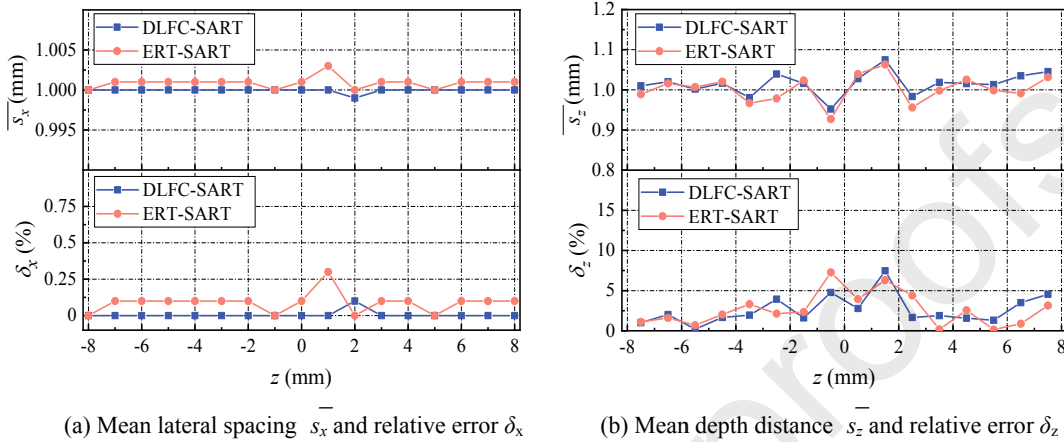 DLFC-SART
ERT-SART
1.005
1.000
0.995
s̅x̅ (mm)
DLFC-SART
ERT-SART
0.75
0.5
0.25
0
δx (%)
-8 -6 -4 -2 0 2 4 6 8
z (mm)
(a) Mean lateral spacing s̅x̅ and relative error δx
1.2
1.1
1.0
0.9
0.8
s̅z̅ (mm)
DLFC-SART
ERT-SART
DLFC-SART
ERT-SART
15
10
5
0
δz (%)
-8 -6 -4 -2 0 2 4 6 8
z (mm)
(b) Mean depth distance s̅z̅ and relative error δz
proofs